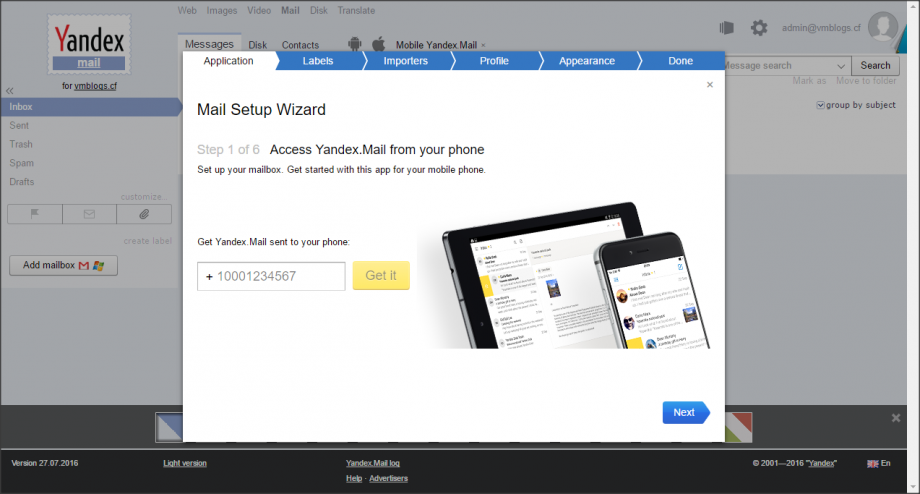 Web Images Video Mail Disk Translate
Yandex
mail
for vmblogs.cf
Messages Disk Contacts Mobile Yandex.Mail ×
admin@vmblogs.cf
Message search Search
Mark as Move to folder
group by subject
«
Inbox
Sent
Trash
Spam
Drafts
customize...
create label
Add mailbox
Application Labels Importers Profile Appearance Done
×
Mail Setup Wizard
Step 1 of 6 Access Yandex.Mail from your phone
Set up your mailbox. Get started with this app for your mobile phone.
Get Yandex.Mail sent to your phone:
+ 10001234567 Get it
Next
×
Version 27.07.2016 Light version Yandex.Mail log © 2001—2016 "Yandex" En
Help · Advertisers